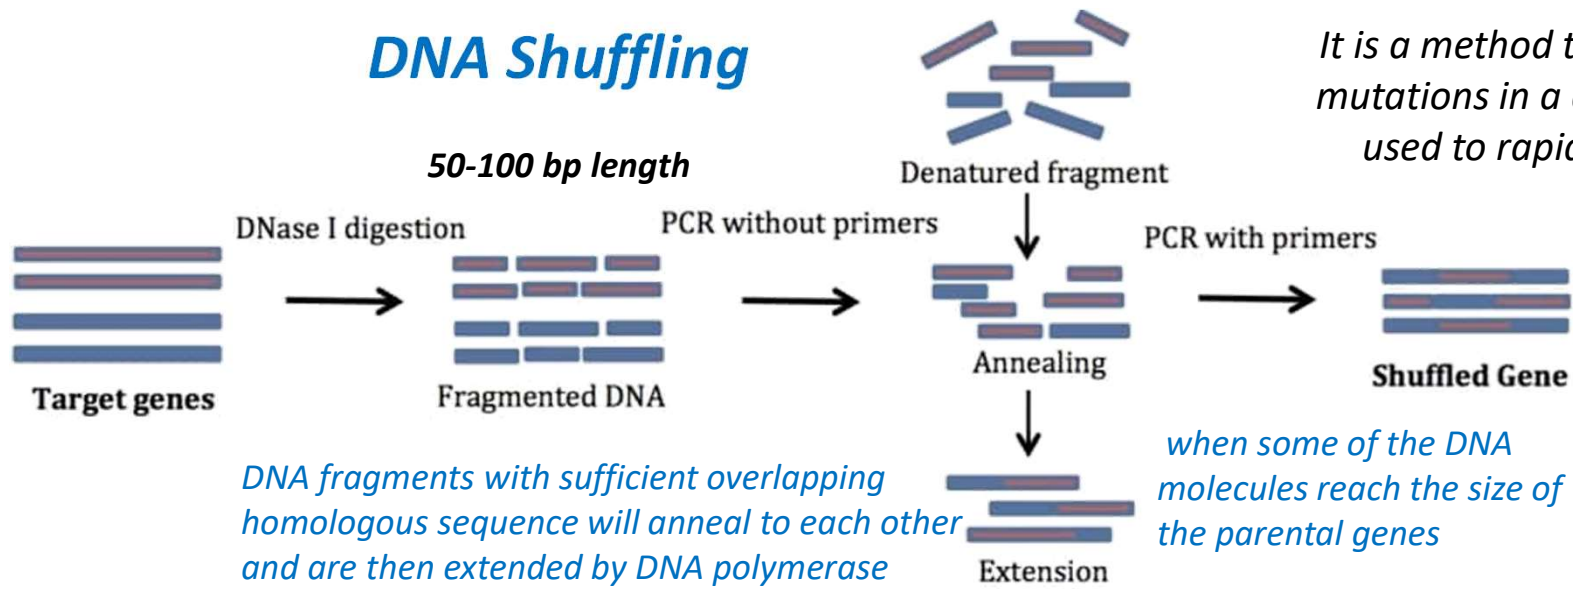 DNA Shuffling
It is a method t
mutations in a
used to rapid
50-100 bp length
Denatured fragment
DNase I digestion
PCR without primers
PCR with primers
Target genes
Fragmented DNA
Annealing
Shuffled Gene
DNA fragments with sufficient overlapping
homologous sequence will anneal to each other
and are then extended by DNA polymerase
when some of the DNA
molecules reach the size of
the parental genes
Extension